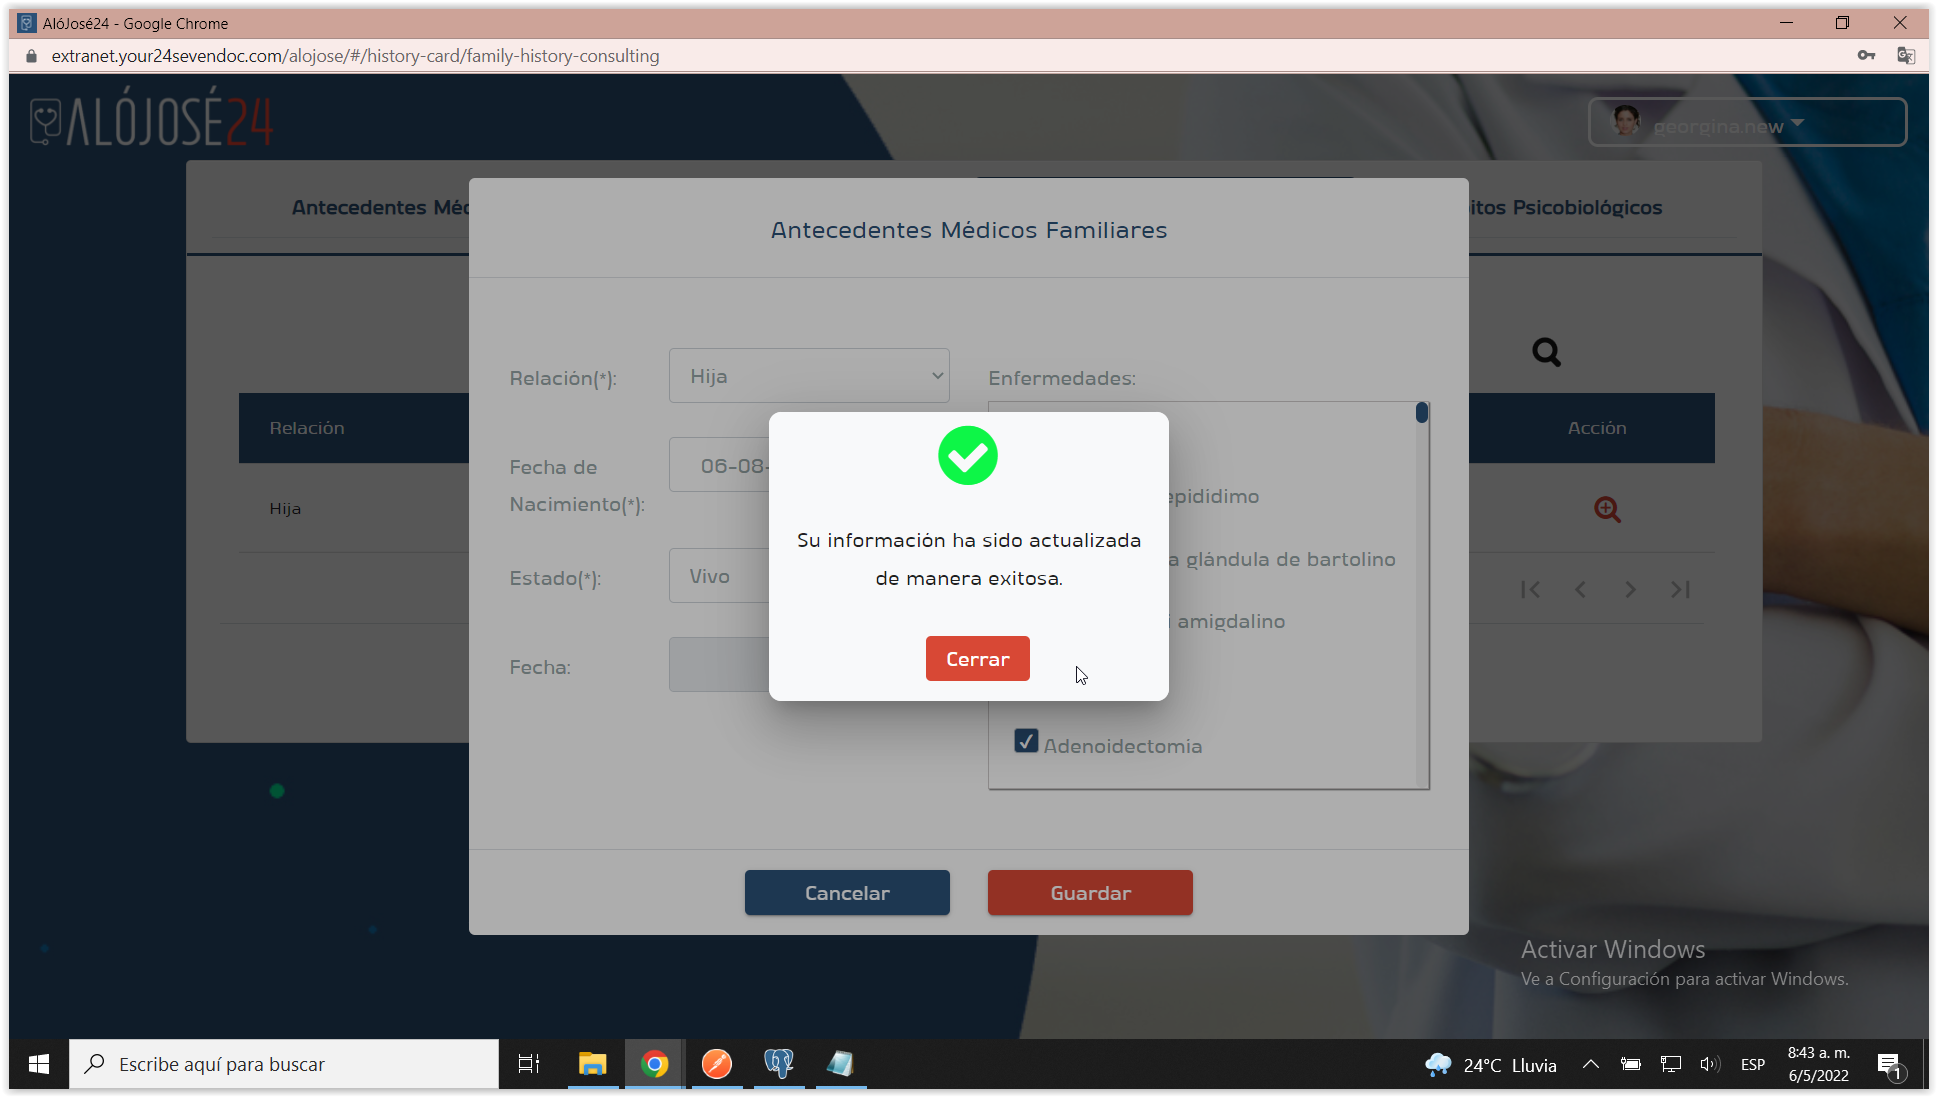 AlóJosé24 - Google Chrome
extranet.your24sevendoc.com/alojose/#/history-card/family-history-consulting
ALÓJOSÉ24
georgina.new
Antecedentes Méd
Antecedentes Médicos Familiares
itos Psicobiológicos
Relación(*):
Hija
Enfermedades:
Relación
Acción
Fecha de
Nacimiento(*):
06-08-
epididimo
Hija
Su información ha sido actualizada
de manera exitosa.
a glándula de bartolino
Estado(*):
Vivo
i amigdalino
Cerrar
Fecha:
Adenoidectomia
Cancelar
Guardar
Activar Windows
Ve a Configuración para activar Windows.
Escribe aquí para buscar
24°C Lluvia
ESP
8:43 a. m.
6/5/2022
1